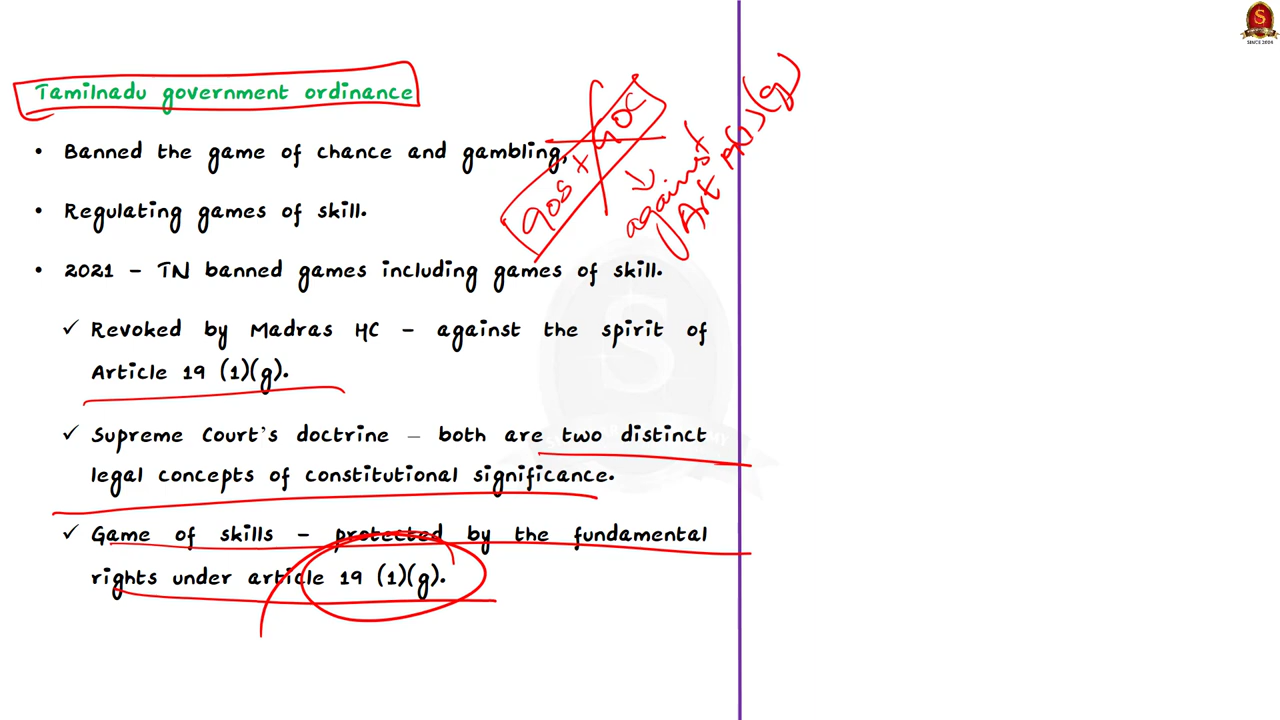 Tamilnadu government ordinance
• Banned the game of chance and gambling,
• Regulating games of skill.
• 2021 – TN banned games including games of skill.
✓ Revoked by Madras HC – against the spirit of
Article 19 (1)(g).
✓ Supreme Court's doctrine – both are two distinct
legal concepts of constitutional significance.
✓ Game of skills – protected by the fundamental
rights under article 19 (1)(g).
GOS + GOC
against
Art 19(1)(g)
S
SINCE 2004